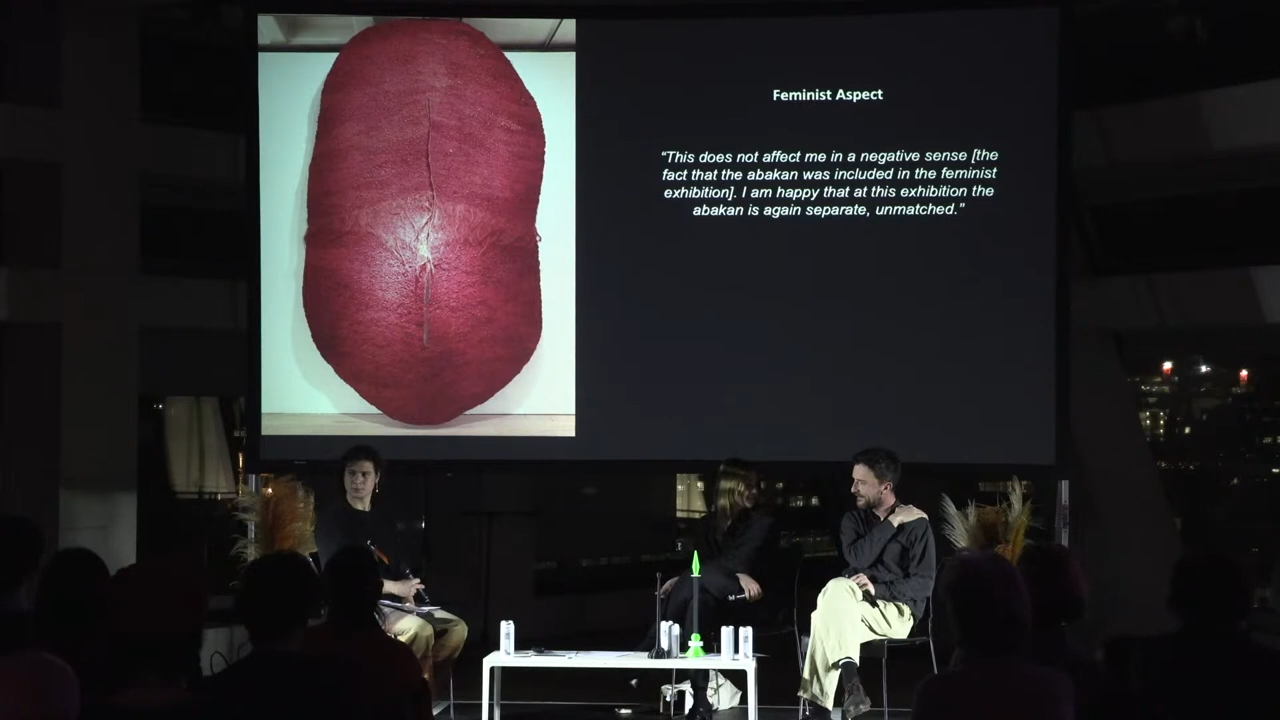 Feminist Aspect
“This does not affect me in a negative sense [the
fact that the abakan was included in the feminist
exhibition]. I am happy that at this exhibition the
abakan is again separate, unmatched.”